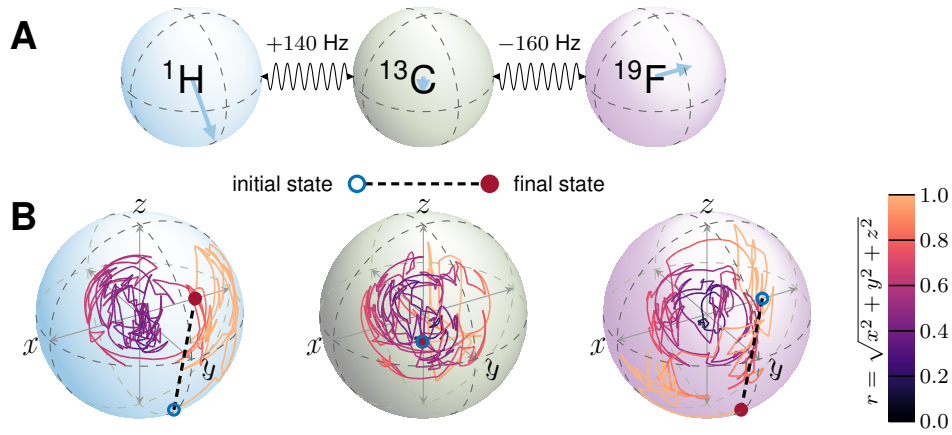 A
+140 Hz
−160 Hz
¹H
¹³C
¹⁹F
initial state
final state
B
z
x
y
z
y
z
x
y
1.0
0.8
0.6
0.4
0.2
0.0
r = √x² + y² + z²